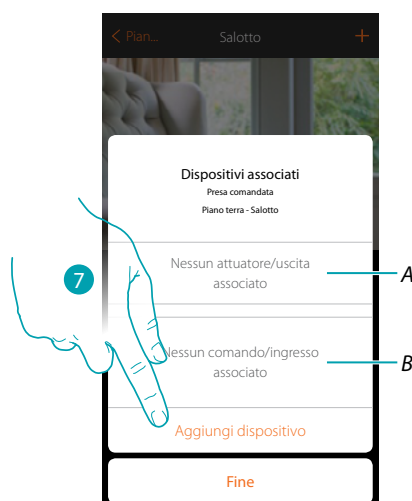 < Pian... Salotto +
Dispositivi associati
Presa comandata
Piano terra - Salotto
Nessun attuatore/uscita
associato
A
7
Nessun comando/ingresso
associato
B
Aggiungi dispositivo
Fine